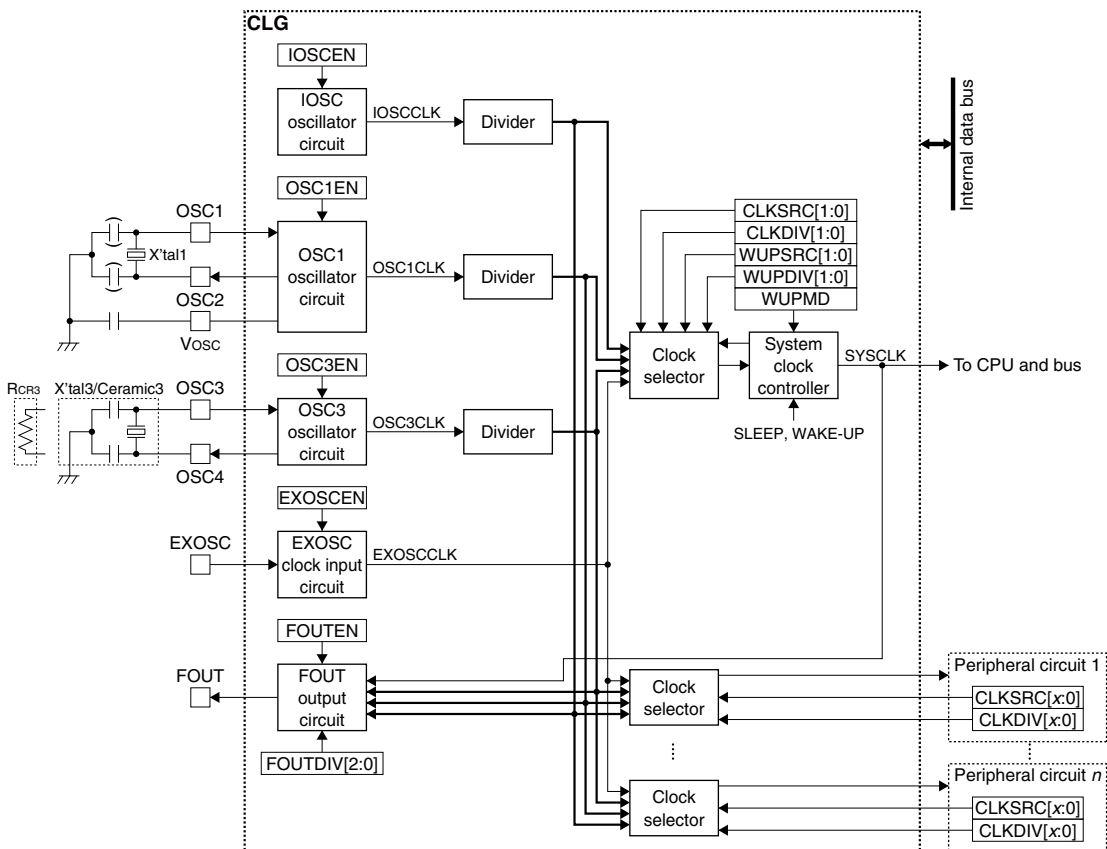 CLG
IOSCEN
IOSC
oscillator
circuit
IOSCCLK
Divider
Internal data bus
OSC1EN
OSC1
X'tal1
OSC2
VOSC
OSC1
oscillator
circuit
OSC1CLK
Divider
CLKSRC[1:0]
CLKDIV[1:0]
WUPSRC[1:0]
WUPDIV[1:0]
WUPMD
Clock
selector
System
clock
controller
SYSCLK
To CPU and bus
SLEEP, WAKE-UP
OSC3EN
RCR3
X'tal3/Ceramic3
OSC3
OSC4
OSC3
oscillator
circuit
OSC3CLK
Divider
EXOSCEN
EXOSC
EXOSC
clock input
circuit
EXOSCCLK
FOUTEN
FOUT
FOUT
output
circuit
FOUTDIV[2:0]
Clock
selector
Peripheral circuit 1
CLKSRC[x:0]
CLKDIV[x:0]
Clock
selector
Peripheral circuit n
CLKSRC[x:0]
CLKDIV[x:0]